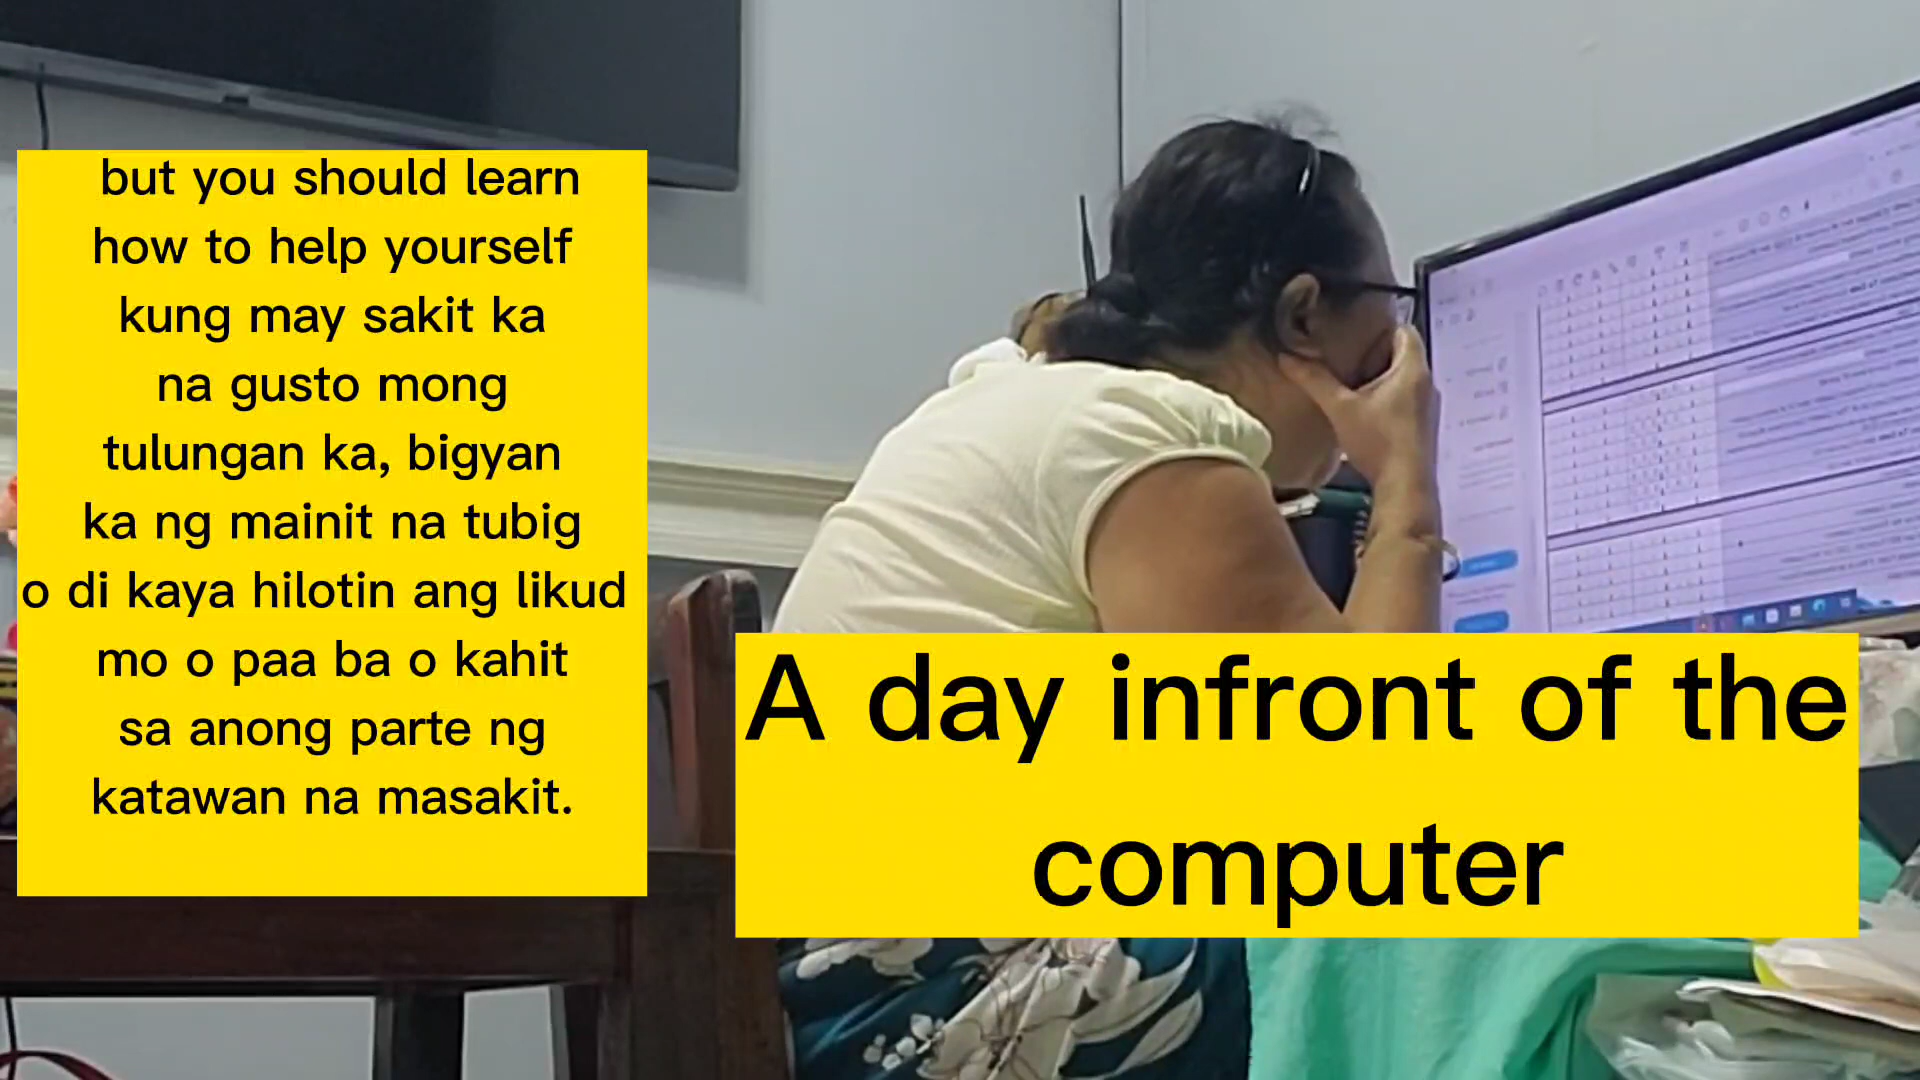 but you should learn
how to help yourself
kung may sakit ka
na gusto mong
tulungan ka, bigyan
ka ng mainit na tubig
o di kaya hilotin ang likud
mo o paa ba o kahit
sa anong parte ng
katawan na masakit.
A day infront of the
computer